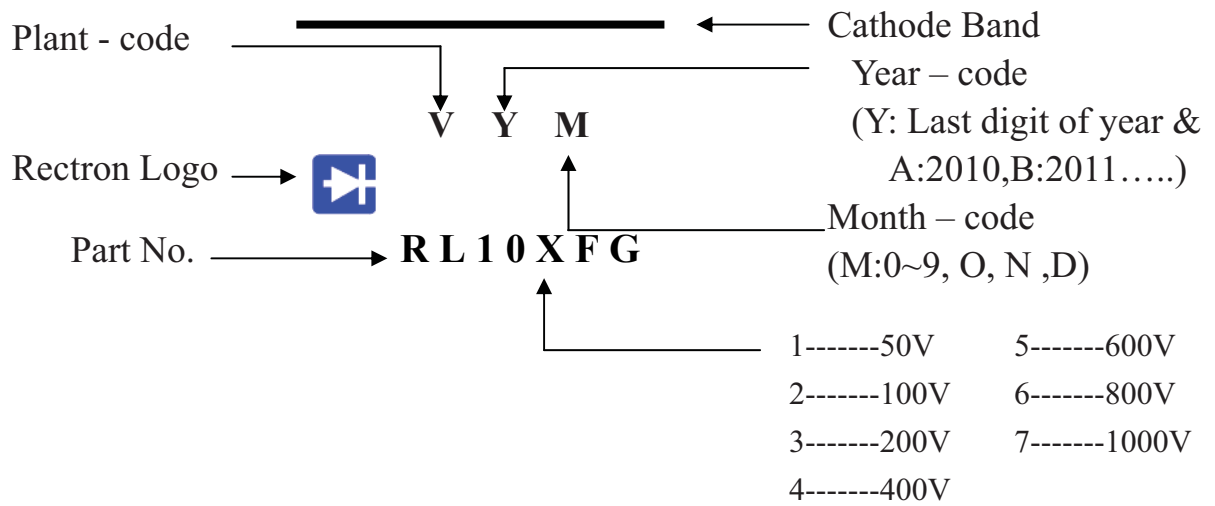 Cathode Band
Plant - code
Year – code
(Y: Last digit of year &
A:2010,B:2011…..)
V Y M
Rectron Logo
Month – code
(M:0~9, O, N ,D)
Part No.
R L 1 0 X F G
1-------50V 5-------600V
2-------100V 6-------800V
3-------200V 7-------1000V
4-------400V